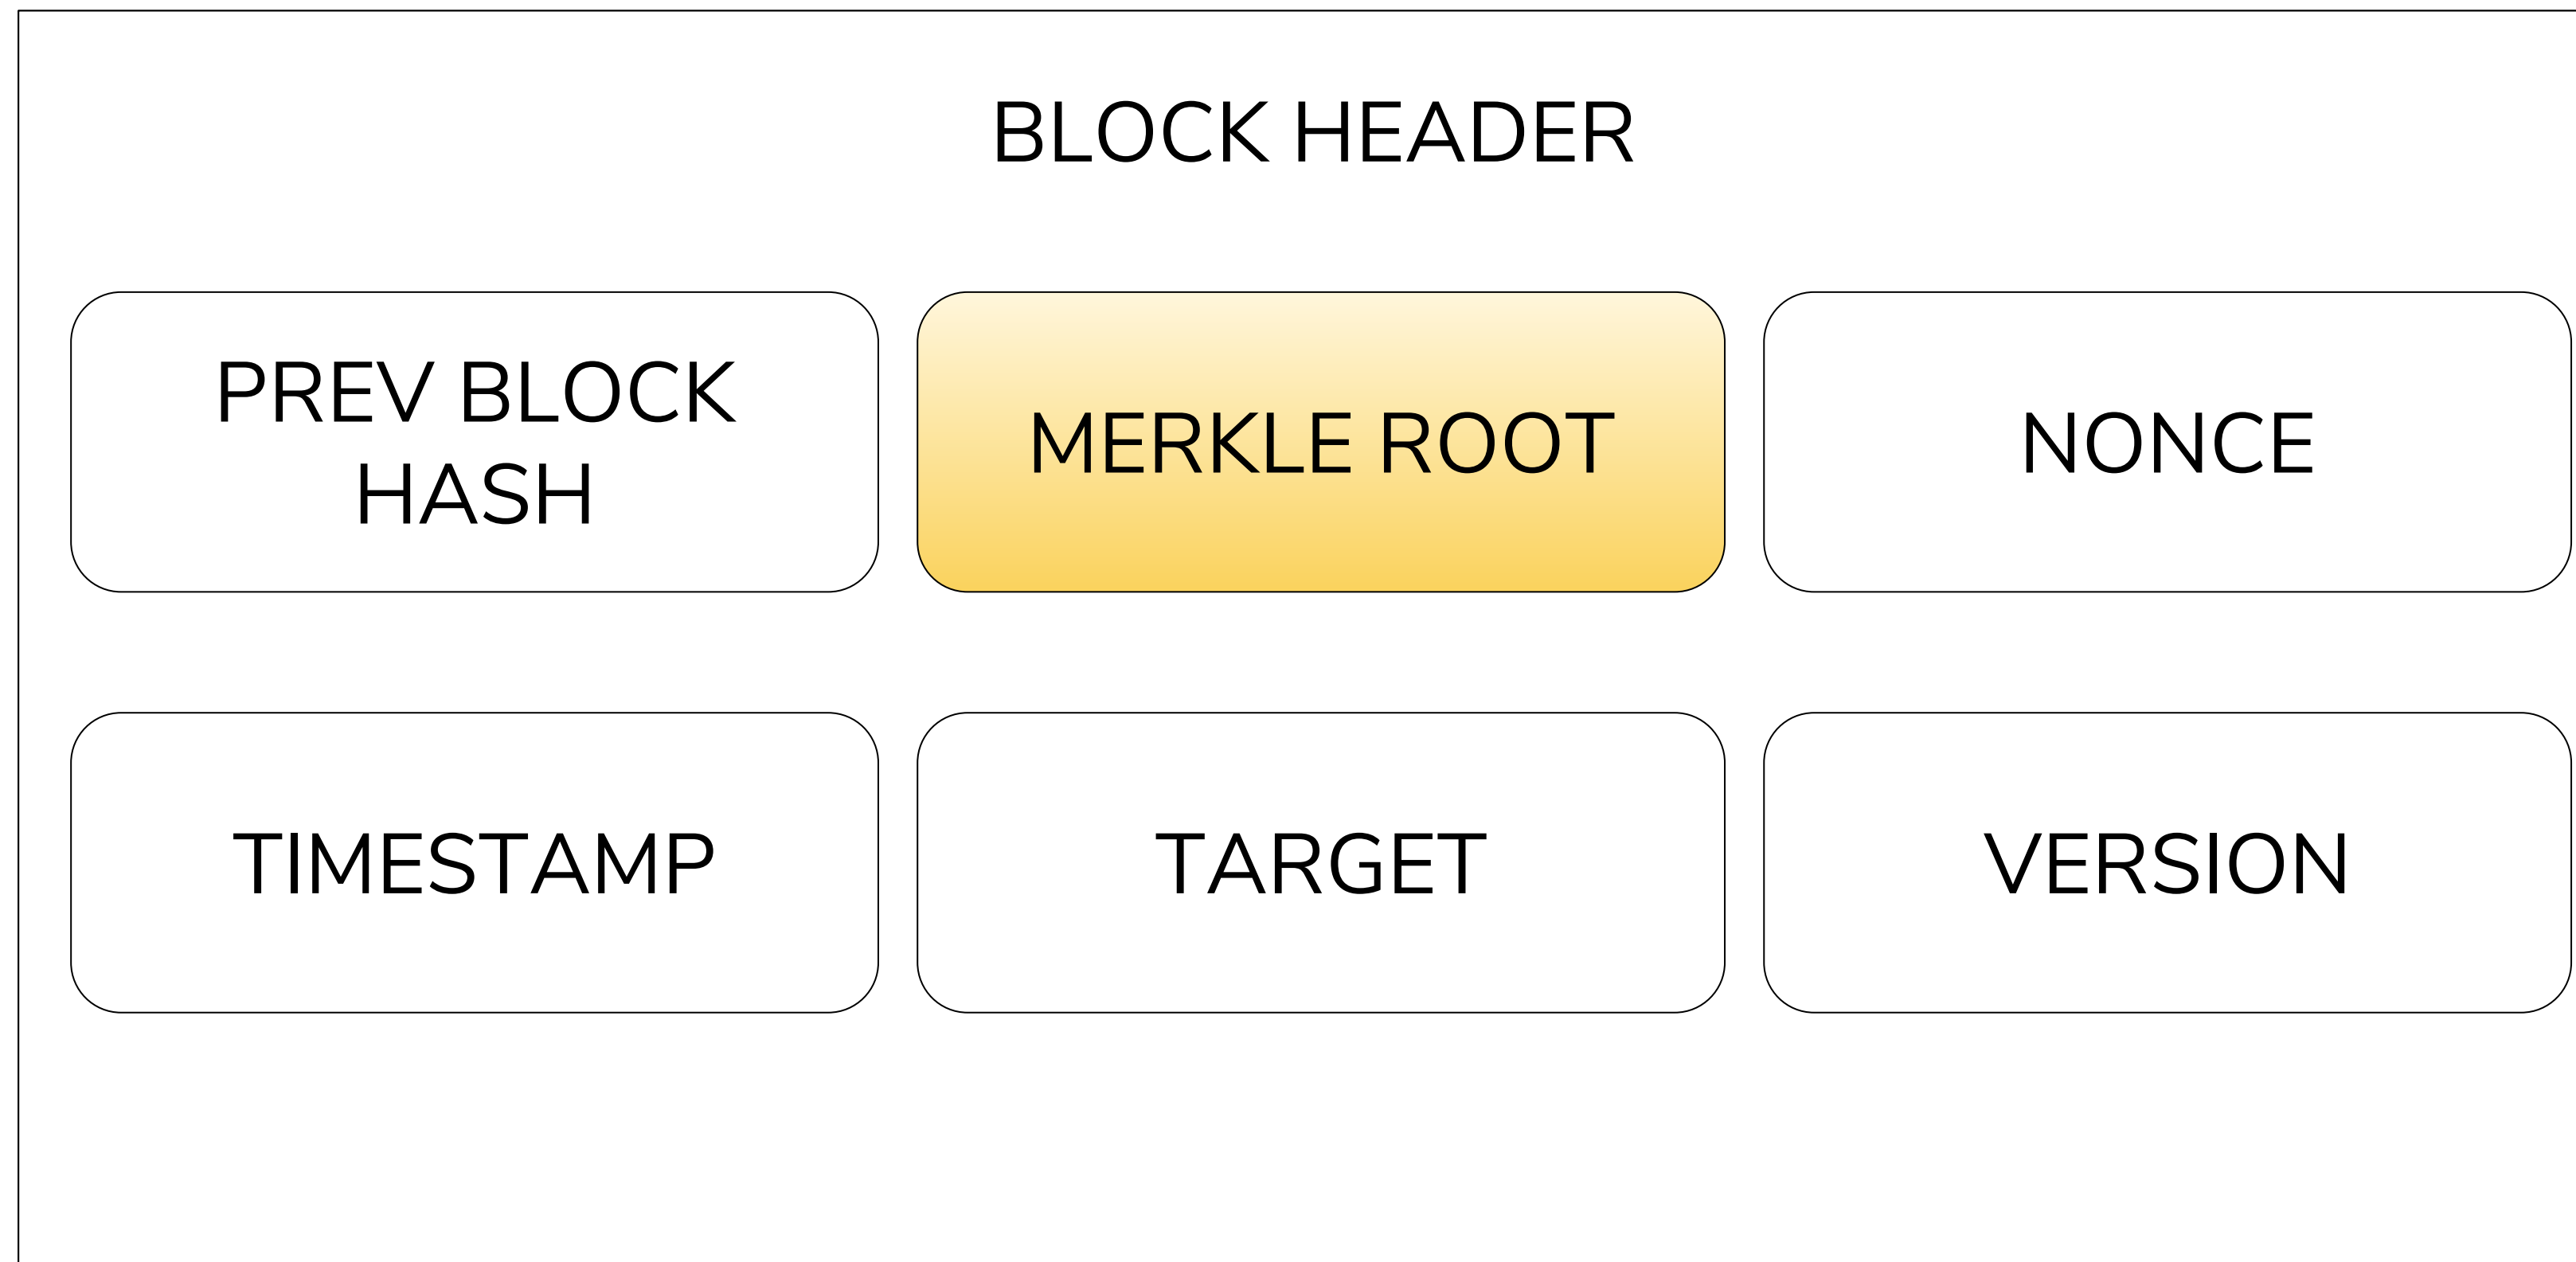 BLOCK HEADER
PREV BLOCK
HASH
MERKLE ROOT
NONCE
TIMESTAMP
TARGET
VERSION